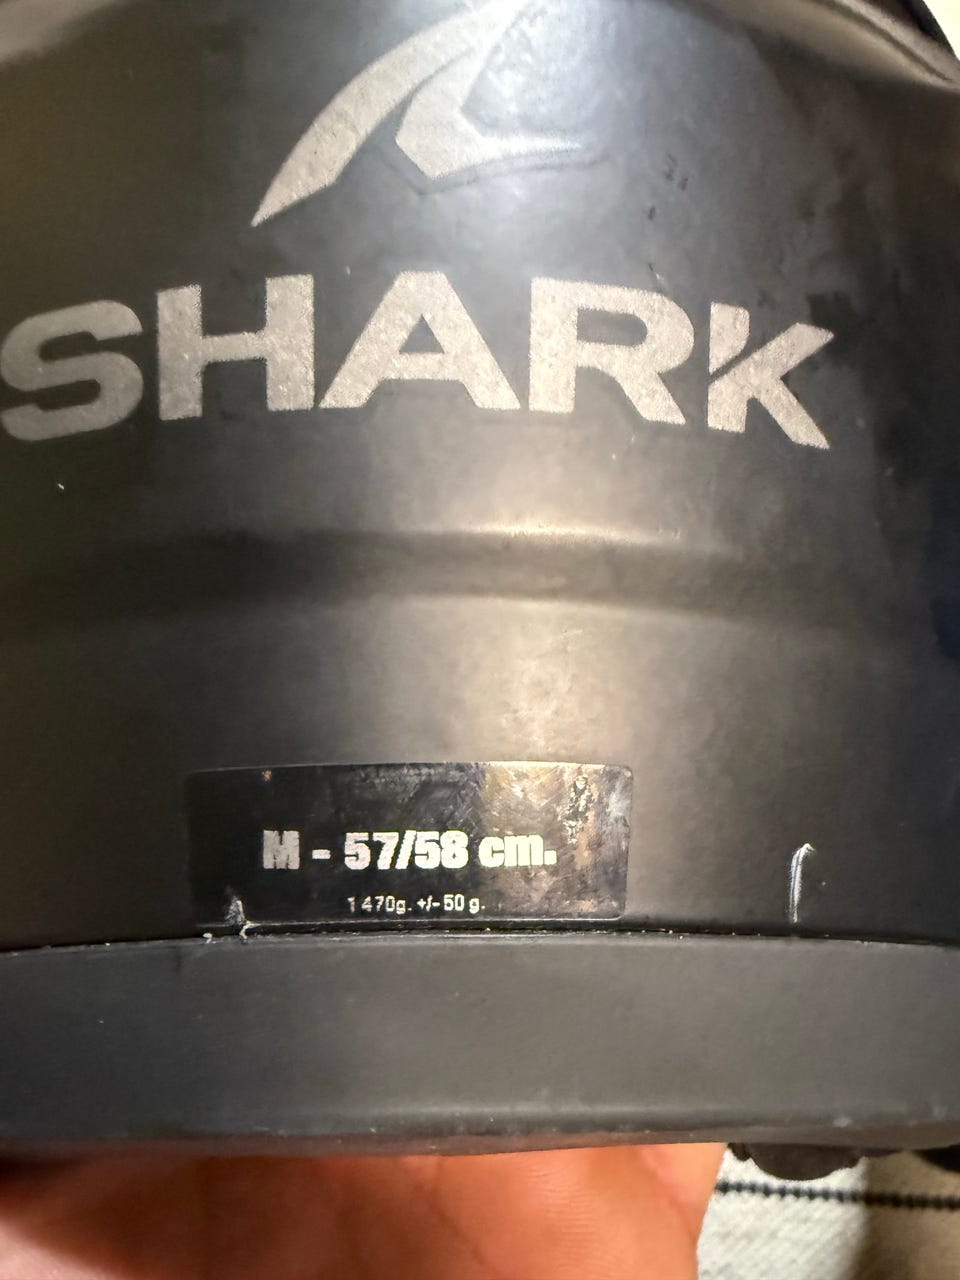 SHARK
M - 57/58 cm.
1 470g. +/- 50 g.